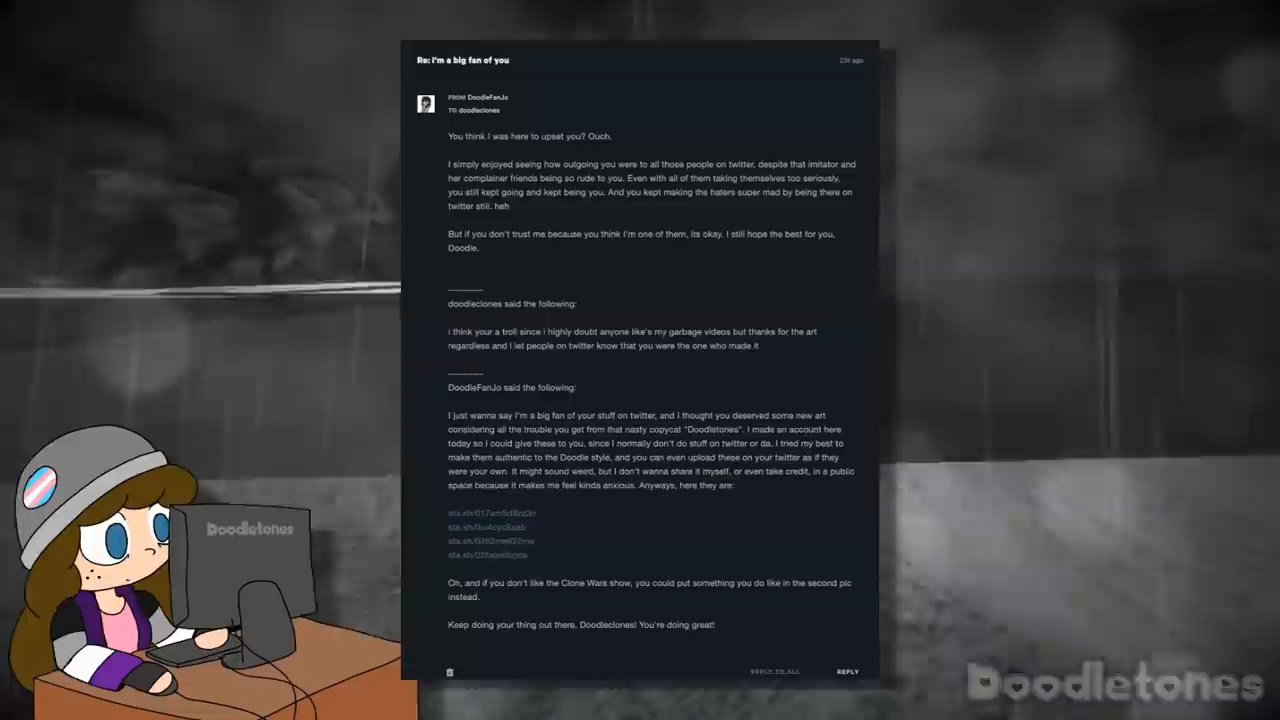 Re: I'm a big fan of you
23h ago
FROM DoodleFanJo
TO doodleclones
You think I was here to upset you? Ouch.
I simply enjoyed seeing how outgoing you were to all those people on twitter, despite that imitator and
her complainer friends being so rude to you. Even with all of them taking themselves too seriously,
you still kept going and kept being you. And you kept making the haters super mad by being there on
twitter still. heh
But if you don't trust me because you think I'm one of them, its okay. I still hope the best for you,
Doodle.
----------
doodleclones said the following:
i think your a troll since i highly doubt anyone like's my garbage videos but thanks for the art
regardless and I let people on twitter know that you were the one who made it
----------
DoodleFanJo said the following:
I just wanna say I'm a big fan of your stuff on twitter, and I thought you deserved some new art
considering all the trouble you get from that nasty copycat "Doodletones". I made an account here
today so I could give these to you, since I normally don't do stuff on twitter or da. I tried my best to
make them authentic to the Doodle style, and you can even upload these on your twitter as if they
were your own. It might sound weird, but I don't wanna share it myself, or even take credit, in a public
space because it makes me feel kinda anxious. Anyways, here they are:
Oh, and if you don't like the Clone Wars show, you could put something you do like in the second pic
instead.
Keep doing your thing out there, Doodleclones! You're doing great!
REPLY TO ALL
REPLY
Doodletones
Doodletones